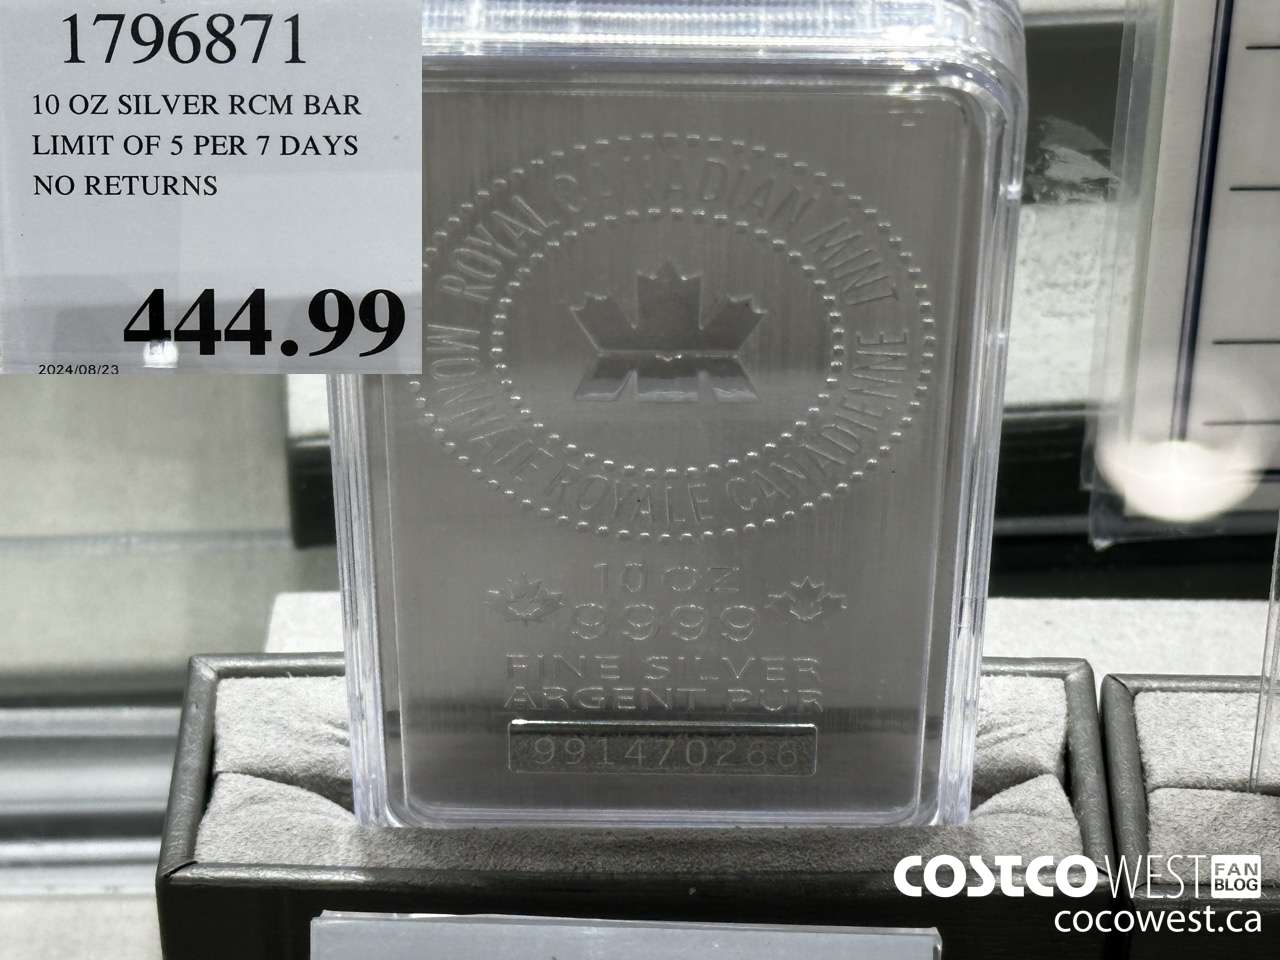 1796871
10 OZ SILVER RCM BAR
LIMIT OF 5 PER 7 DAYS
NO RETURNS
444.99
2024/08/23
ROYAL CANADIAN MINT
MONNAIE ROYALE CANADIENNE
10 OZ
9999
FINE SILVER
ARGENT PUR
991470266
COSTCO WEST FAN BLOG
cocowest.ca